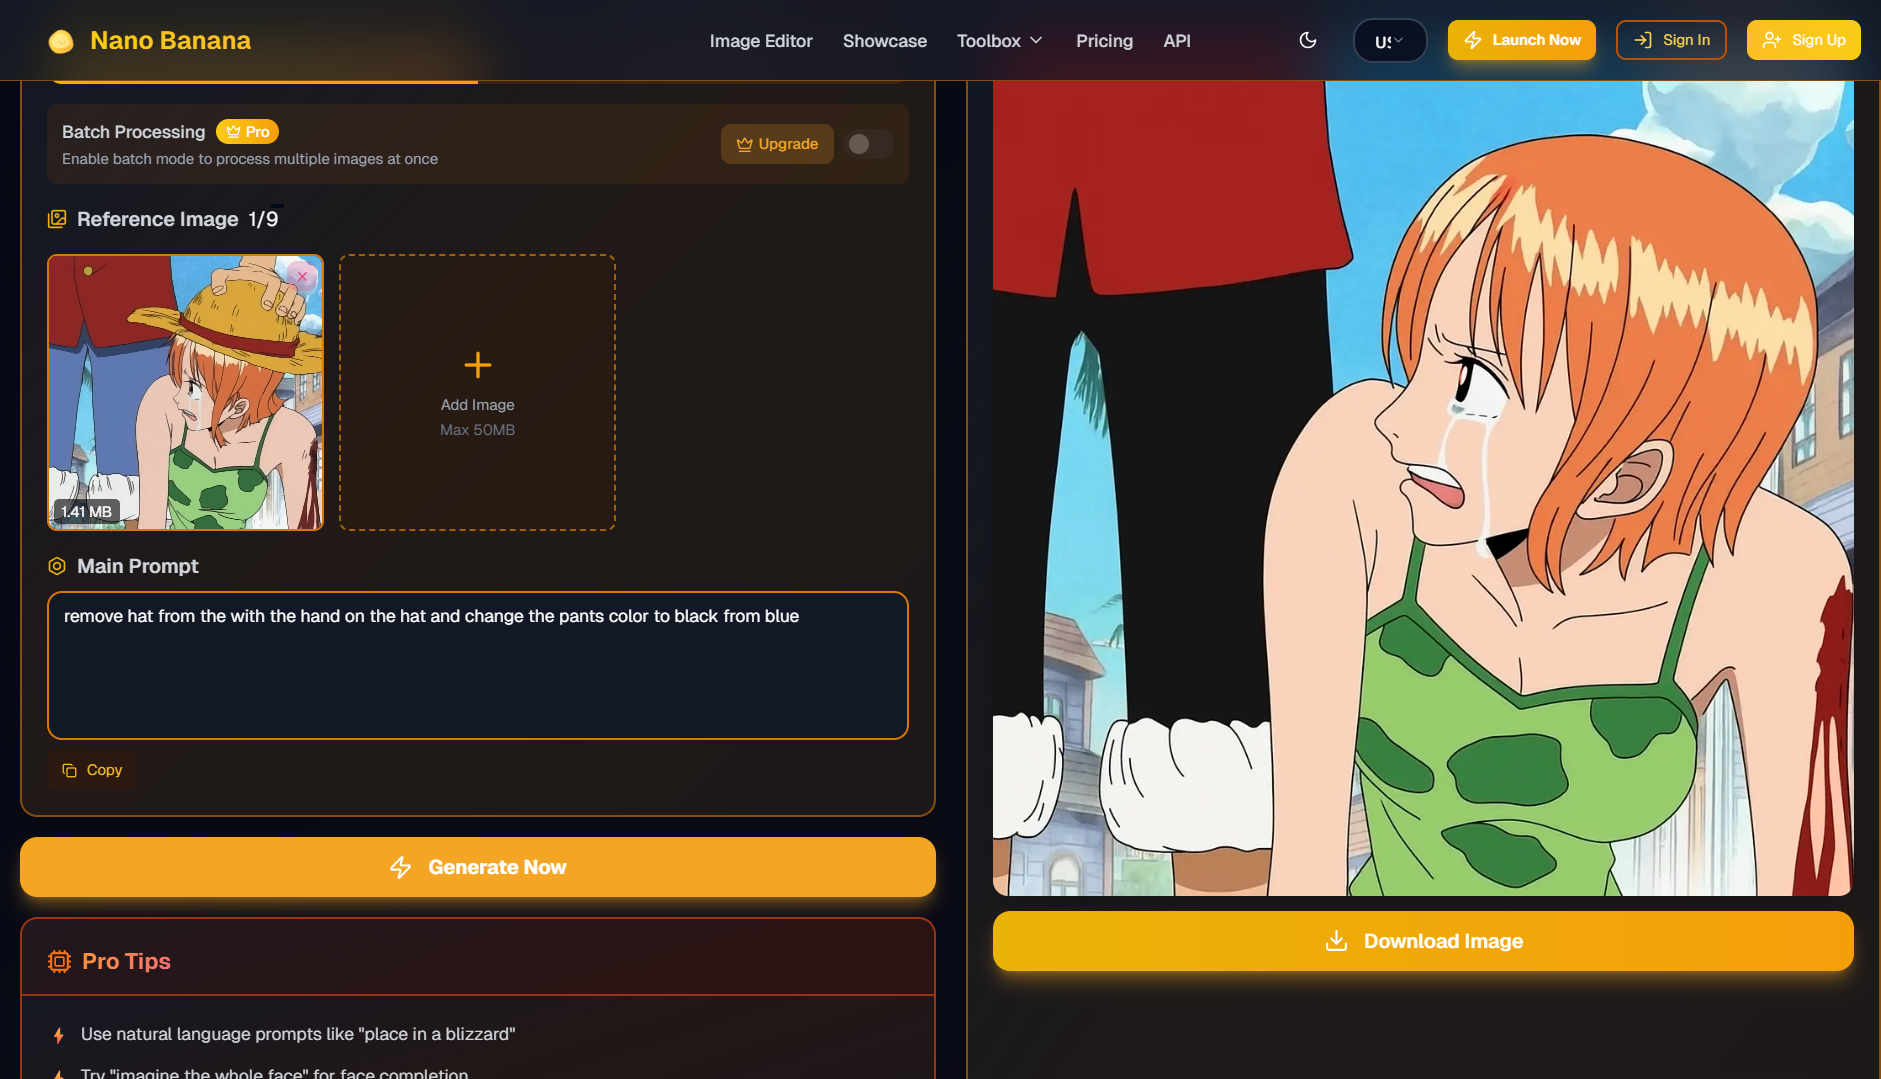 Nano Banana
Image Editor
Showcase
Toolbox
Pricing
API
Launch Now
Sign In
Sign Up
Batch Processing
Pro
Enable batch mode to process multiple images at once
Upgrade
Reference Image 1/9
1.41 MB
Add Image
Max 50MB
Main Prompt
remove hat from the with the hand on the hat and change the pants color to black from blue
Copy
Generate Now
Download Image
Pro Tips
Use natural language prompts like "place in a blizzard"
Try "imagine the whole face" for face completion